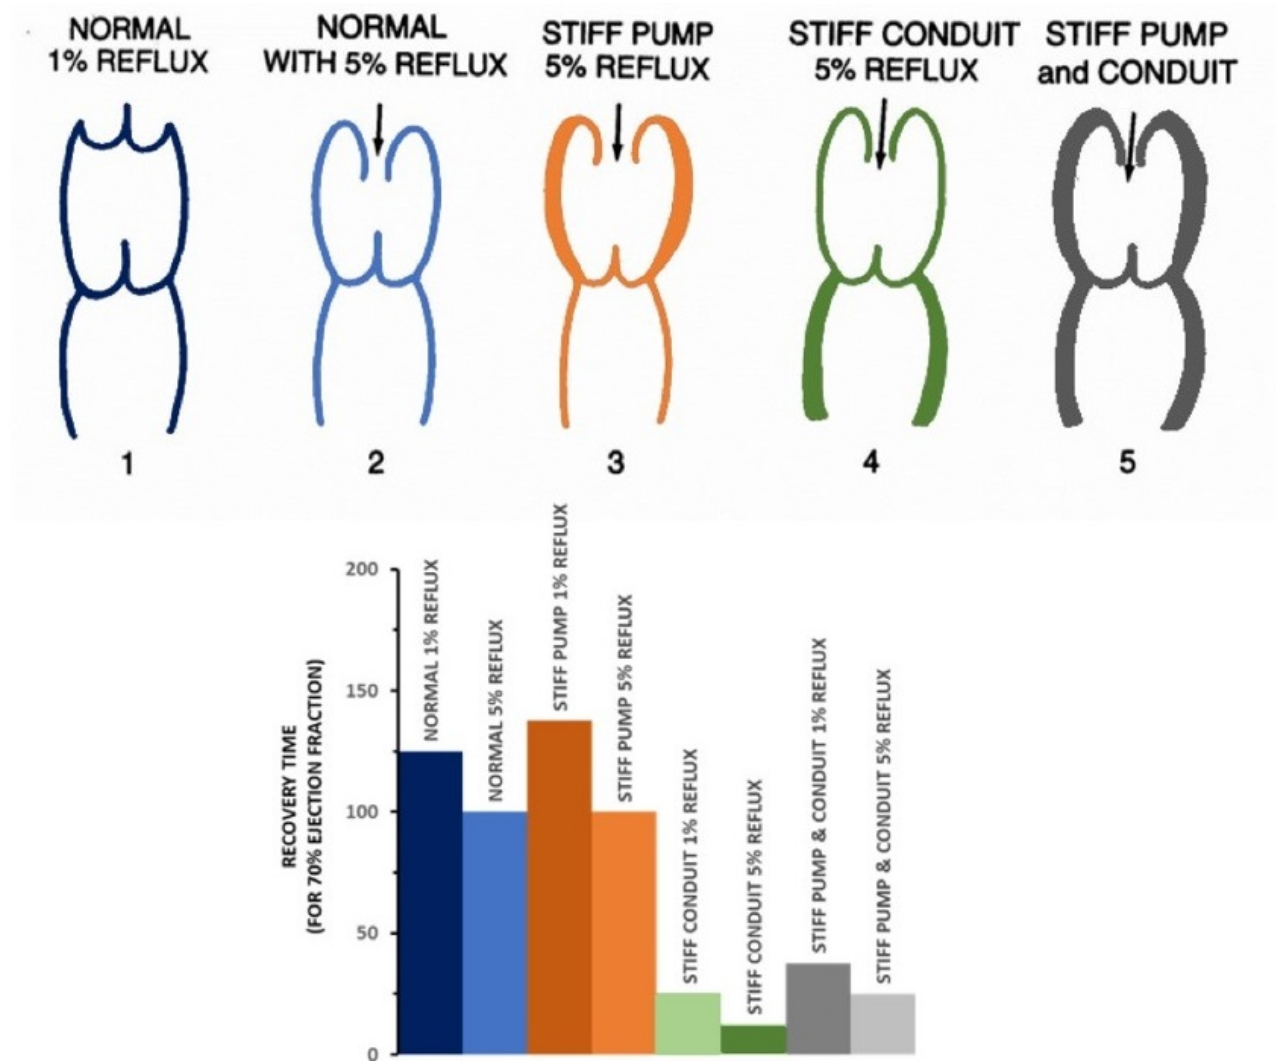 NORMAL
1% REFLUX
NORMAL
WITH 5% REFLUX
STIFF PUMP
5% REFLUX
STIFF CONDUIT
5% REFLUX
STIFF PUMP
and CONDUIT
1
2
3
4
5
RECOVERY TIME
(FOR 70% EJECTION FRACTION)
200
150
100
50
0
NORMAL 1% REFLUX
NORMAL 5% REFLUX
STIFF PUMP 1% REFLUX
STIFF PUMP 5% REFLUX
STIFF CONDUIT 1% REFLUX
STIFF CONDUIT 5% REFLUX
STIFF PUMP & CONDUIT 1% REFLUX
STIFF PUMP & CONDUIT 5% REFLUX